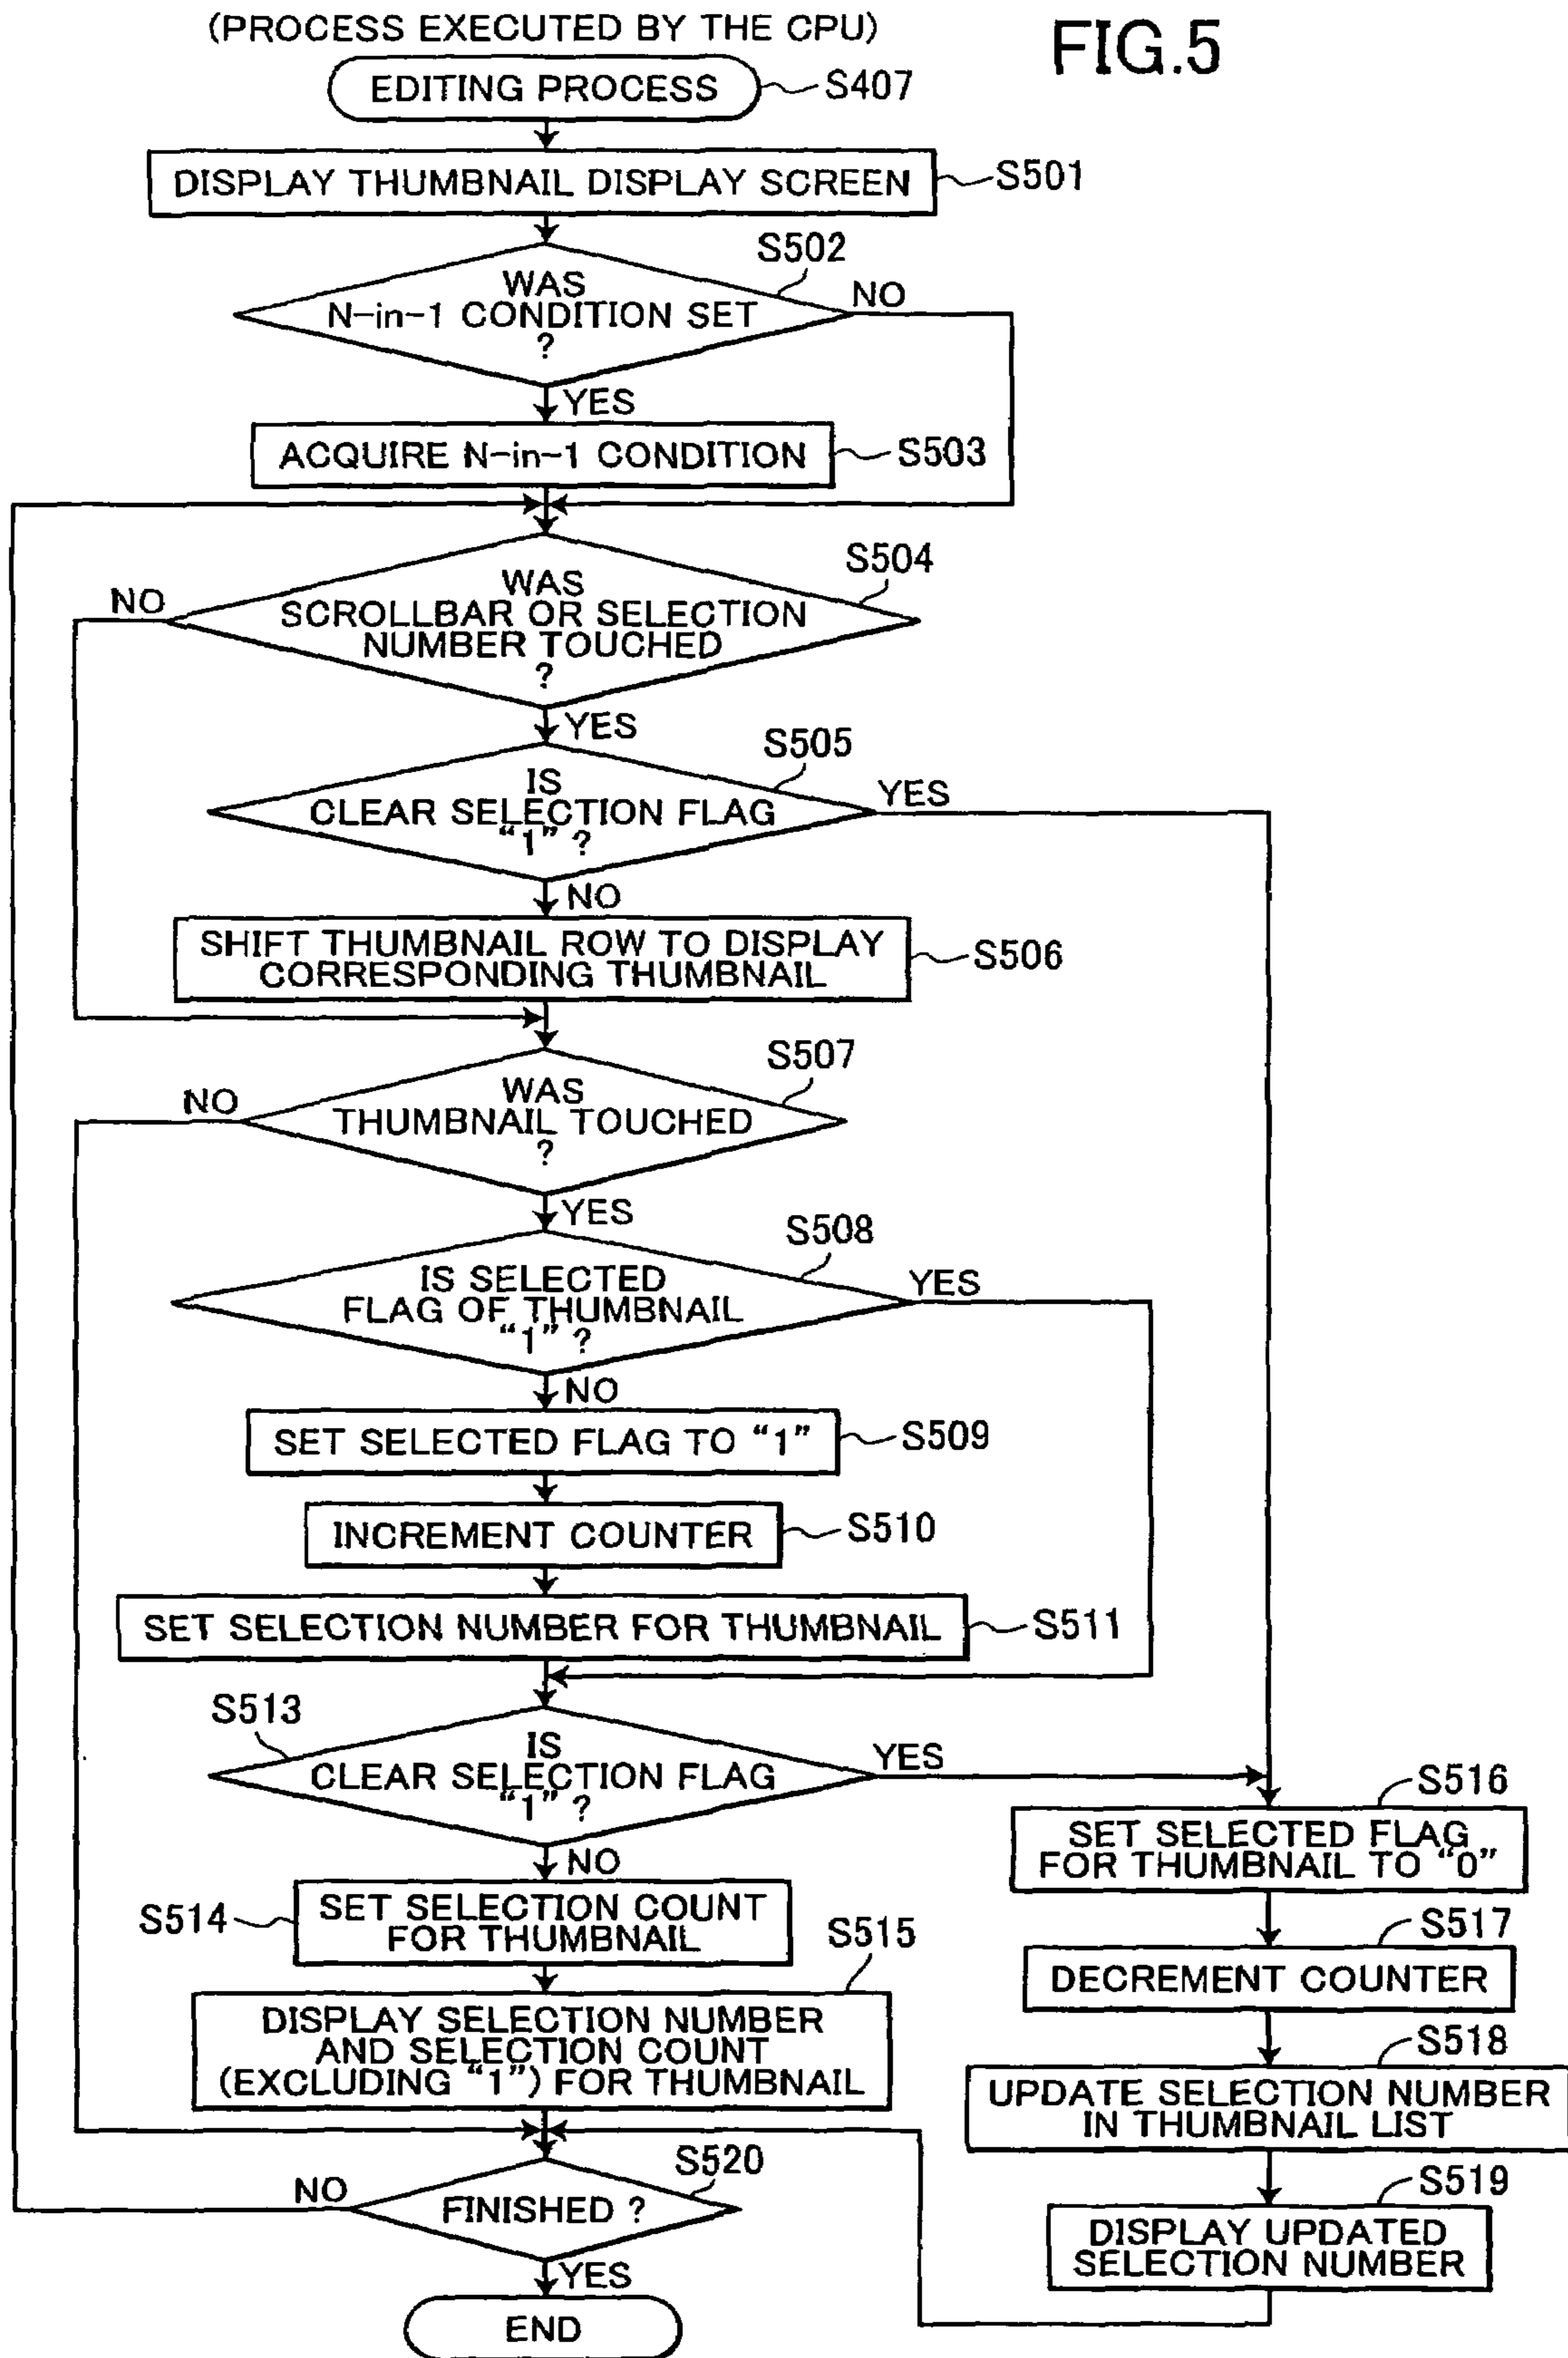 (PROCESS EXECUTED BY THE CPU)
FIG.5
EDITING PROCESS
S407
DISPLAY THUMBNAIL DISPLAY SCREEN
S501
S502
WAS
N-in-1 CONDITION SET
?
NO
YES
ACQUIRE N-in-1 CONDITION
S503
S504
WAS
SCROLLBAR OR SELECTION
NUMBER TOUCHED
?
NO
YES
S505
IS
CLEAR SELECTION FLAG
“1” ?
YES
NO
SHIFT THUMBNAIL ROW TO DISPLAY
CORRESPONDING THUMBNAIL
S506
S507
WAS
THUMBNAIL TOUCHED
?
NO
YES
S508
IS SELECTED
FLAG OF THUMBNAIL
“1” ?
YES
NO
SET SELECTED FLAG TO “1”
S509
INCREMENT COUNTER
S510
SET SELECTION NUMBER FOR THUMBNAIL
S511
S513
IS
CLEAR SELECTION FLAG
“1” ?
YES
NO
S514
SET SELECTION COUNT
FOR THUMBNAIL
S515
DISPLAY SELECTION NUMBER
AND SELECTION COUNT
(EXCLUDING “1”) FOR THUMBNAIL
S516
SET SELECTED FLAG
FOR THUMBNAIL TO “0”
S517
DECREMENT COUNTER
S518
UPDATE SELECTION NUMBER
IN THUMBNAIL LIST
S519
DISPLAY UPDATED
SELECTION NUMBER
S520
FINISHED ?
NO
YES
END